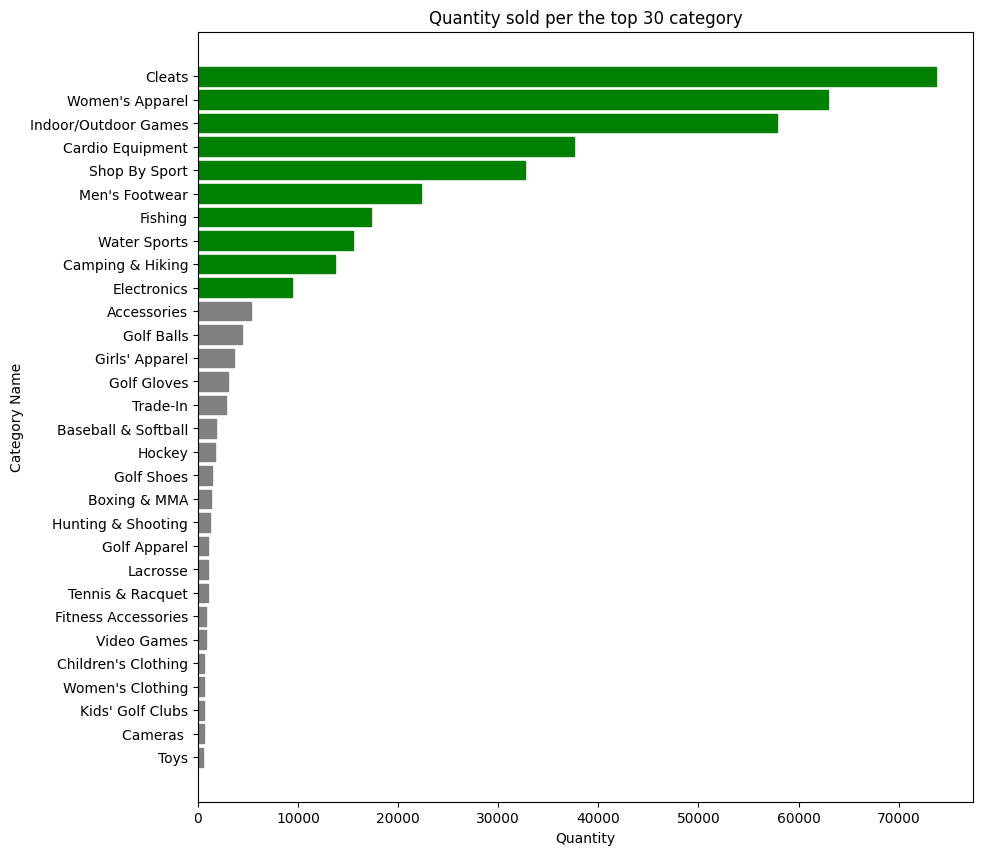 Quantity sold per the top 30 category
Cleats
Women's Apparel
Indoor/Outdoor Games
Cardio Equipment
Shop By Sport
Men's Footwear
Fishing
Water Sports
Camping & Hiking
Electronics
Accessories
Golf Balls
Girls' Apparel
Golf Gloves
Trade-In
Baseball & Softball
Hockey
Golf Shoes
Boxing & MMA
Hunting & Shooting
Golf Apparel
Lacrosse
Tennis & Racquet
Fitness Accessories
Video Games
Children's Clothing
Women's Clothing
Kids' Golf Clubs
Cameras
Toys
Category Name
0 10000 20000 30000 40000 50000 60000 70000
Quantity